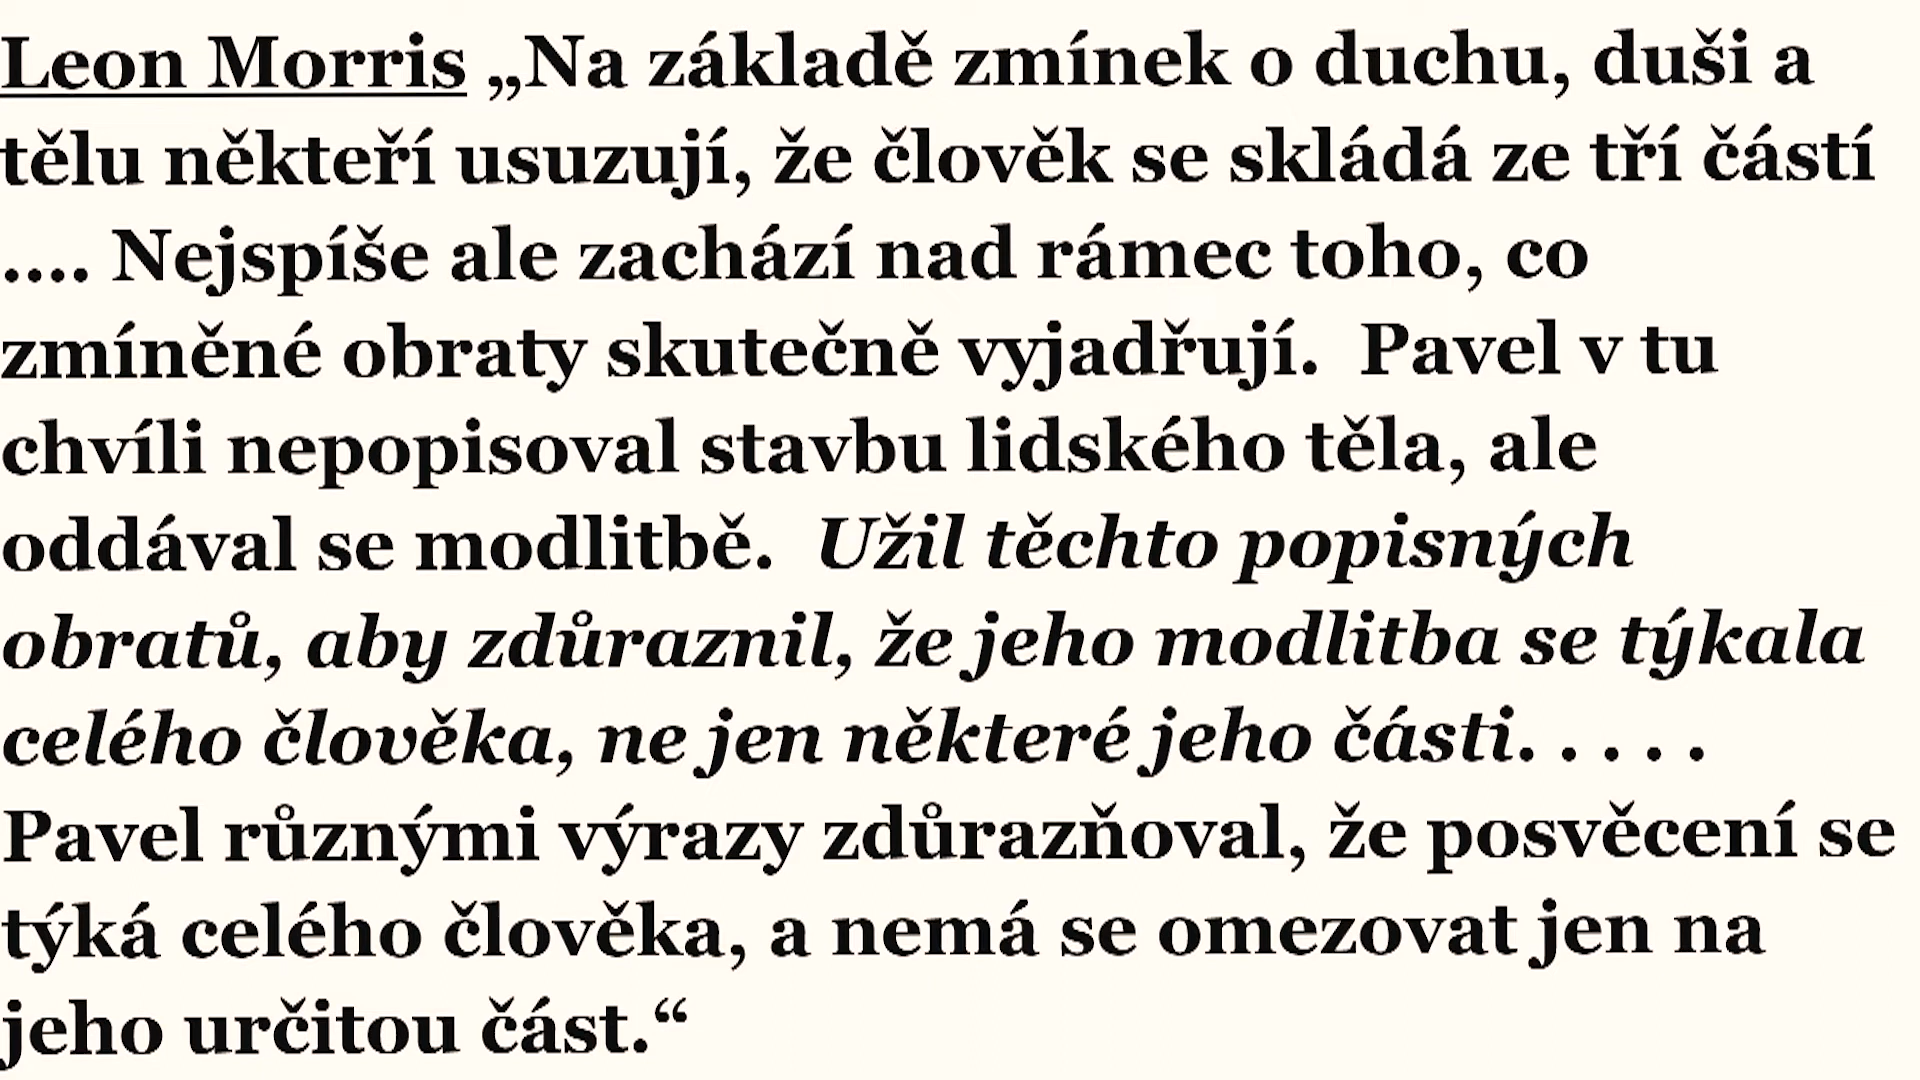 Leon Morris „Na základě zmínek o duchu, duši a
tělu někteří usuzují, že člověk se skládá ze tří částí
.... Nejspíše ale zachází nad rámec toho, co
zmíněné obraty skutečně vyjadřují. Pavel v tu
chvíli nepopisoval stavbu lidského těla, ale
oddával se modlitbě. Užil těchto popisných
obratů, aby zdůraznil, že jeho modlitba se týkala
celého člověka, ne jen některé jeho části. . . . .
Pavel různými výrazy zdůrazňoval, že posvěcení se
týká celého člověka, a nemá se omezovat jen na
jeho určitou část.“